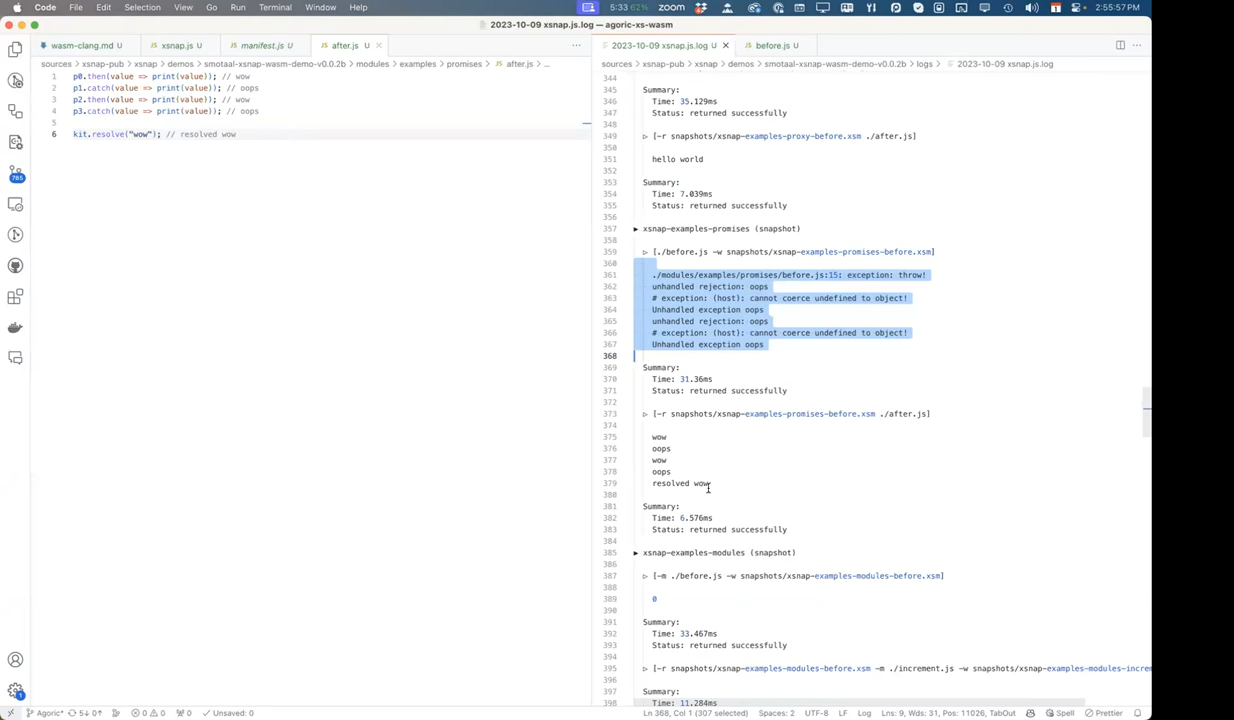 Code File Edit Selection View Go Run Terminal Window Help 5:33 62% zoom 2:55:57 PM
2023-10-09 xsnap.js.log — agoric-xs-wasm
wasm-clang.md U xsnap.js U manifest.js U after.js U
sources > xsnap-pub > xsnap > demos > smotaal-xsnap-wasm-demo-v0.0.2b > modules > examples > promises > after.js > ...
1 p0.then(value => print(value)); // wow
2 p1.catch(value => print(value)); // oops
3 p2.then(value => print(value)); // wow
4 p3.catch(value => print(value)); // oops
5
6 kit.resolve("wow"); // resolved wow
785
1
2023-10-09 xsnap.js.log U before.js U
sources > xsnap-pub > xsnap > demos > smotaal-xsnap-wasm-demo-v0.0.2b > logs > 2023-10-09 xsnap.js.log
344
345 Summary:
346 Time: 35.129ms
347 Status: returned successfully
348
349 ▷ [-r snapshots/xsnap-examples-proxy-before.xsm ./after.js]
350
351 hello world
352
353 Summary:
354 Time: 7.039ms
355 Status: returned successfully
356
357 ▶ xsnap-examples-promises (snapshot)
358
359 ▷ [./before.js -w snapshots/xsnap-examples-promises-before.xsm]
360
361 ./modules/examples/promises/before.js:15: exception: throw!
362 unhandled rejection: oops
363 # exception: (host): cannot coerce undefined to object!
364 Unhandled exception oops
365 unhandled rejection: oops
366 # exception: (host): cannot coerce undefined to object!
367 Unhandled exception oops
368
369 Summary:
370 Time: 31.36ms
371 Status: returned successfully
372
373 ▷ [-r snapshots/xsnap-examples-promises-before.xsm ./after.js]
374
375 wow
376 oops
377 wow
378 oops
379 resolved wow
380
381 Summary:
382 Time: 6.576ms
383 Status: returned successfully
384
385 ▶ xsnap-examples-modules (snapshot)
386
387 ▷ [-m ./before.js -w snapshots/xsnap-examples-modules-before.xsm]
388
389 0
390
391 Summary:
392 Time: 33.467ms
393 Status: returned successfully
394
395 ▷ [-r snapshots/xsnap-examples-modules-before.xsm -m ./increment.js -w snapshots/xsnap-examples-modules-increm
396
397 Summary:
398 Time: 11.284ms
Agoric* 5↓ 0↑ 0 0 0 Unsaved: 0 Ln 368, Col 1 (307 selected) Spaces: 2 UTF-8 LF Log Lns: 9, Wds: 31, Pos: 11026, TabOut Spell Prettier